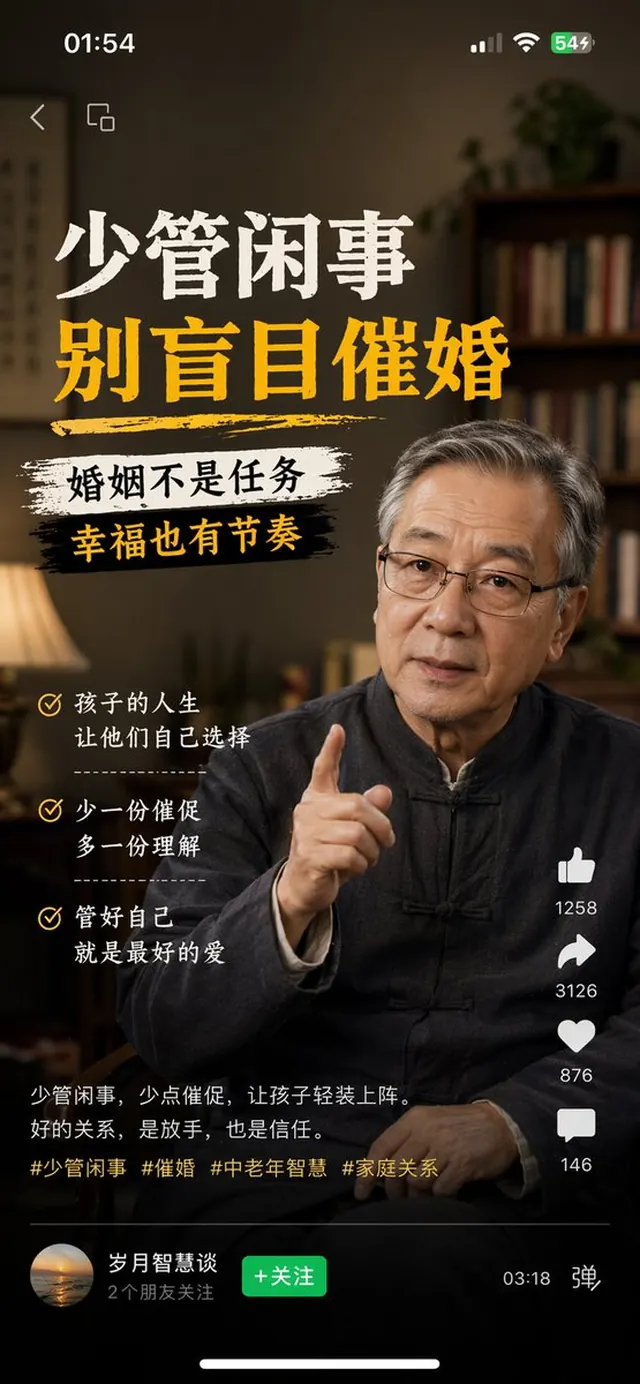 01:54
54
少管闲事
别盲目催婚
婚姻不是任务
幸福也有节奏
孩子的人生
让他们自己选择
少一份催促
多一份理解
管好自己
就是最好的爱
1258
3126
876
146
少管闲事，少点催促，让孩子轻装上阵。
好的关系，是放手，也是信任。
#少管闲事 #催婚 #中老年智慧 #家庭关系
岁月智慧谈
2个朋友关注
+关注
03:18
弹